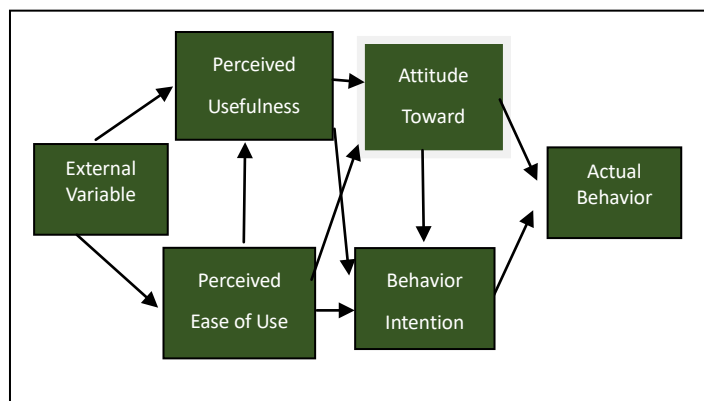 Perceived
Usefulness
Attitude
Toward
External
Variable
Actual
Behavior
Perceived
Ease of Use
Behavior
Intention